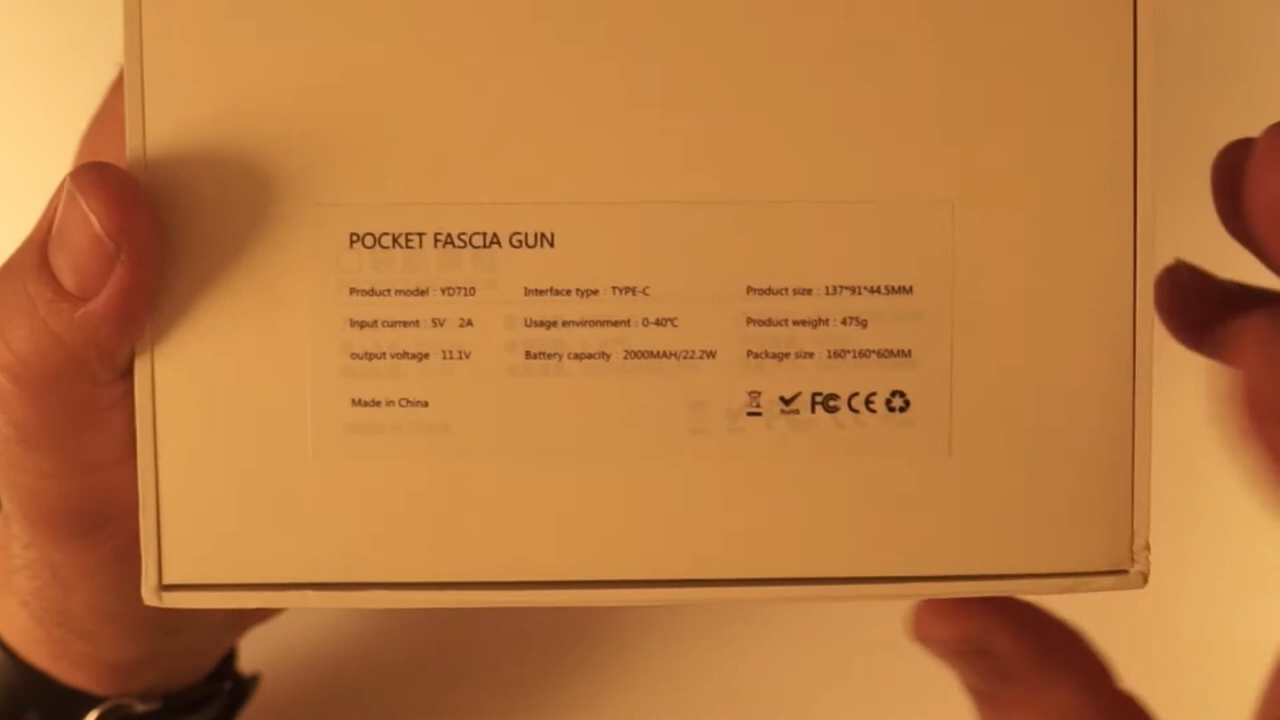 POCKET FASCIA GUN
Product model : YD710 Interface type : TYPE-C Product size : 137*91*44.5MM
Input current : 5V 2A Usage environment : 0-40℃ Product weight : 475g
output voltage : 11.1V Battery capacity : 2000MAH/22.2W Package size : 160*160*60MM
Made in China RoHS FC CE